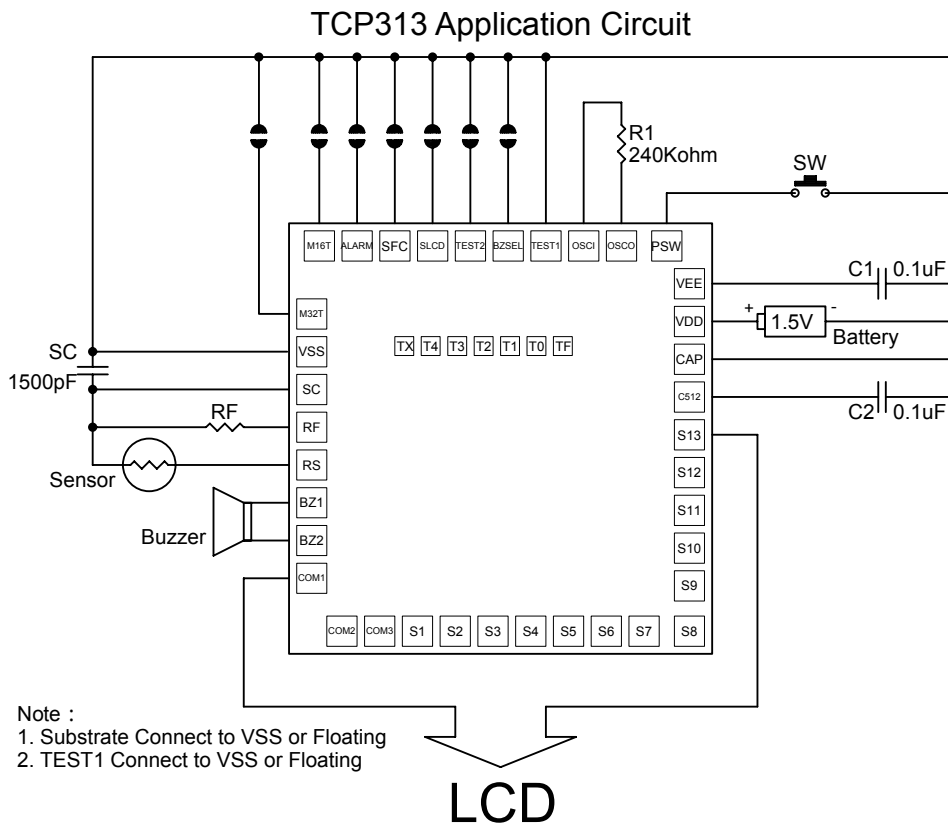 TCP313 Application Circuit
R1
240Kohm
SW
M16T ALARM SFC SLCD TEST2 BZSEL TEST1 OSCI OSCO PSW
C1 0.1uF
VEE
M32T
+ -
VDD 1.5V
Battery
TX T4 T3 T2 T1 T0 TF
SC
VSS
CAP
1500pF
SC
C512
C2 0.1uF
RF
RF
S13
Sensor
RS
S12
BZ1
S11
Buzzer
BZ2
S10
COM1
S9
COM2 COM3 S1 S2 S3 S4 S5 S6 S7 S8
Note :
1. Substrate Connect to VSS or Floating
2. TEST1 Connect to VSS or Floating
LCD